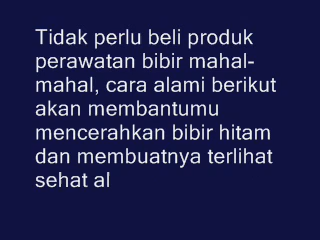 Tidak perlu beli produk
perawatan bibir mahal-
mahal, cara alami berikut
akan membantumu
mencerahkan bibir hitam
dan membuatnya terlihat
sehat al